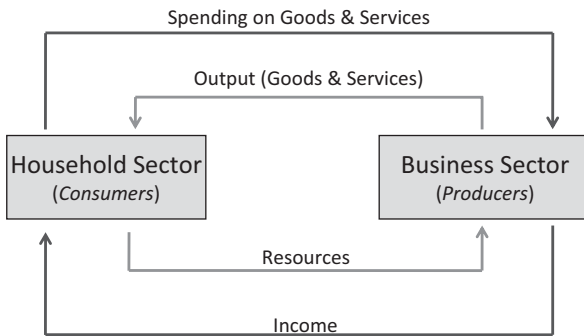 Spending on Goods & Services
Output (Goods & Services)
Household Sector
(Consumers)
Business Sector
(Producers)
Resources
Income